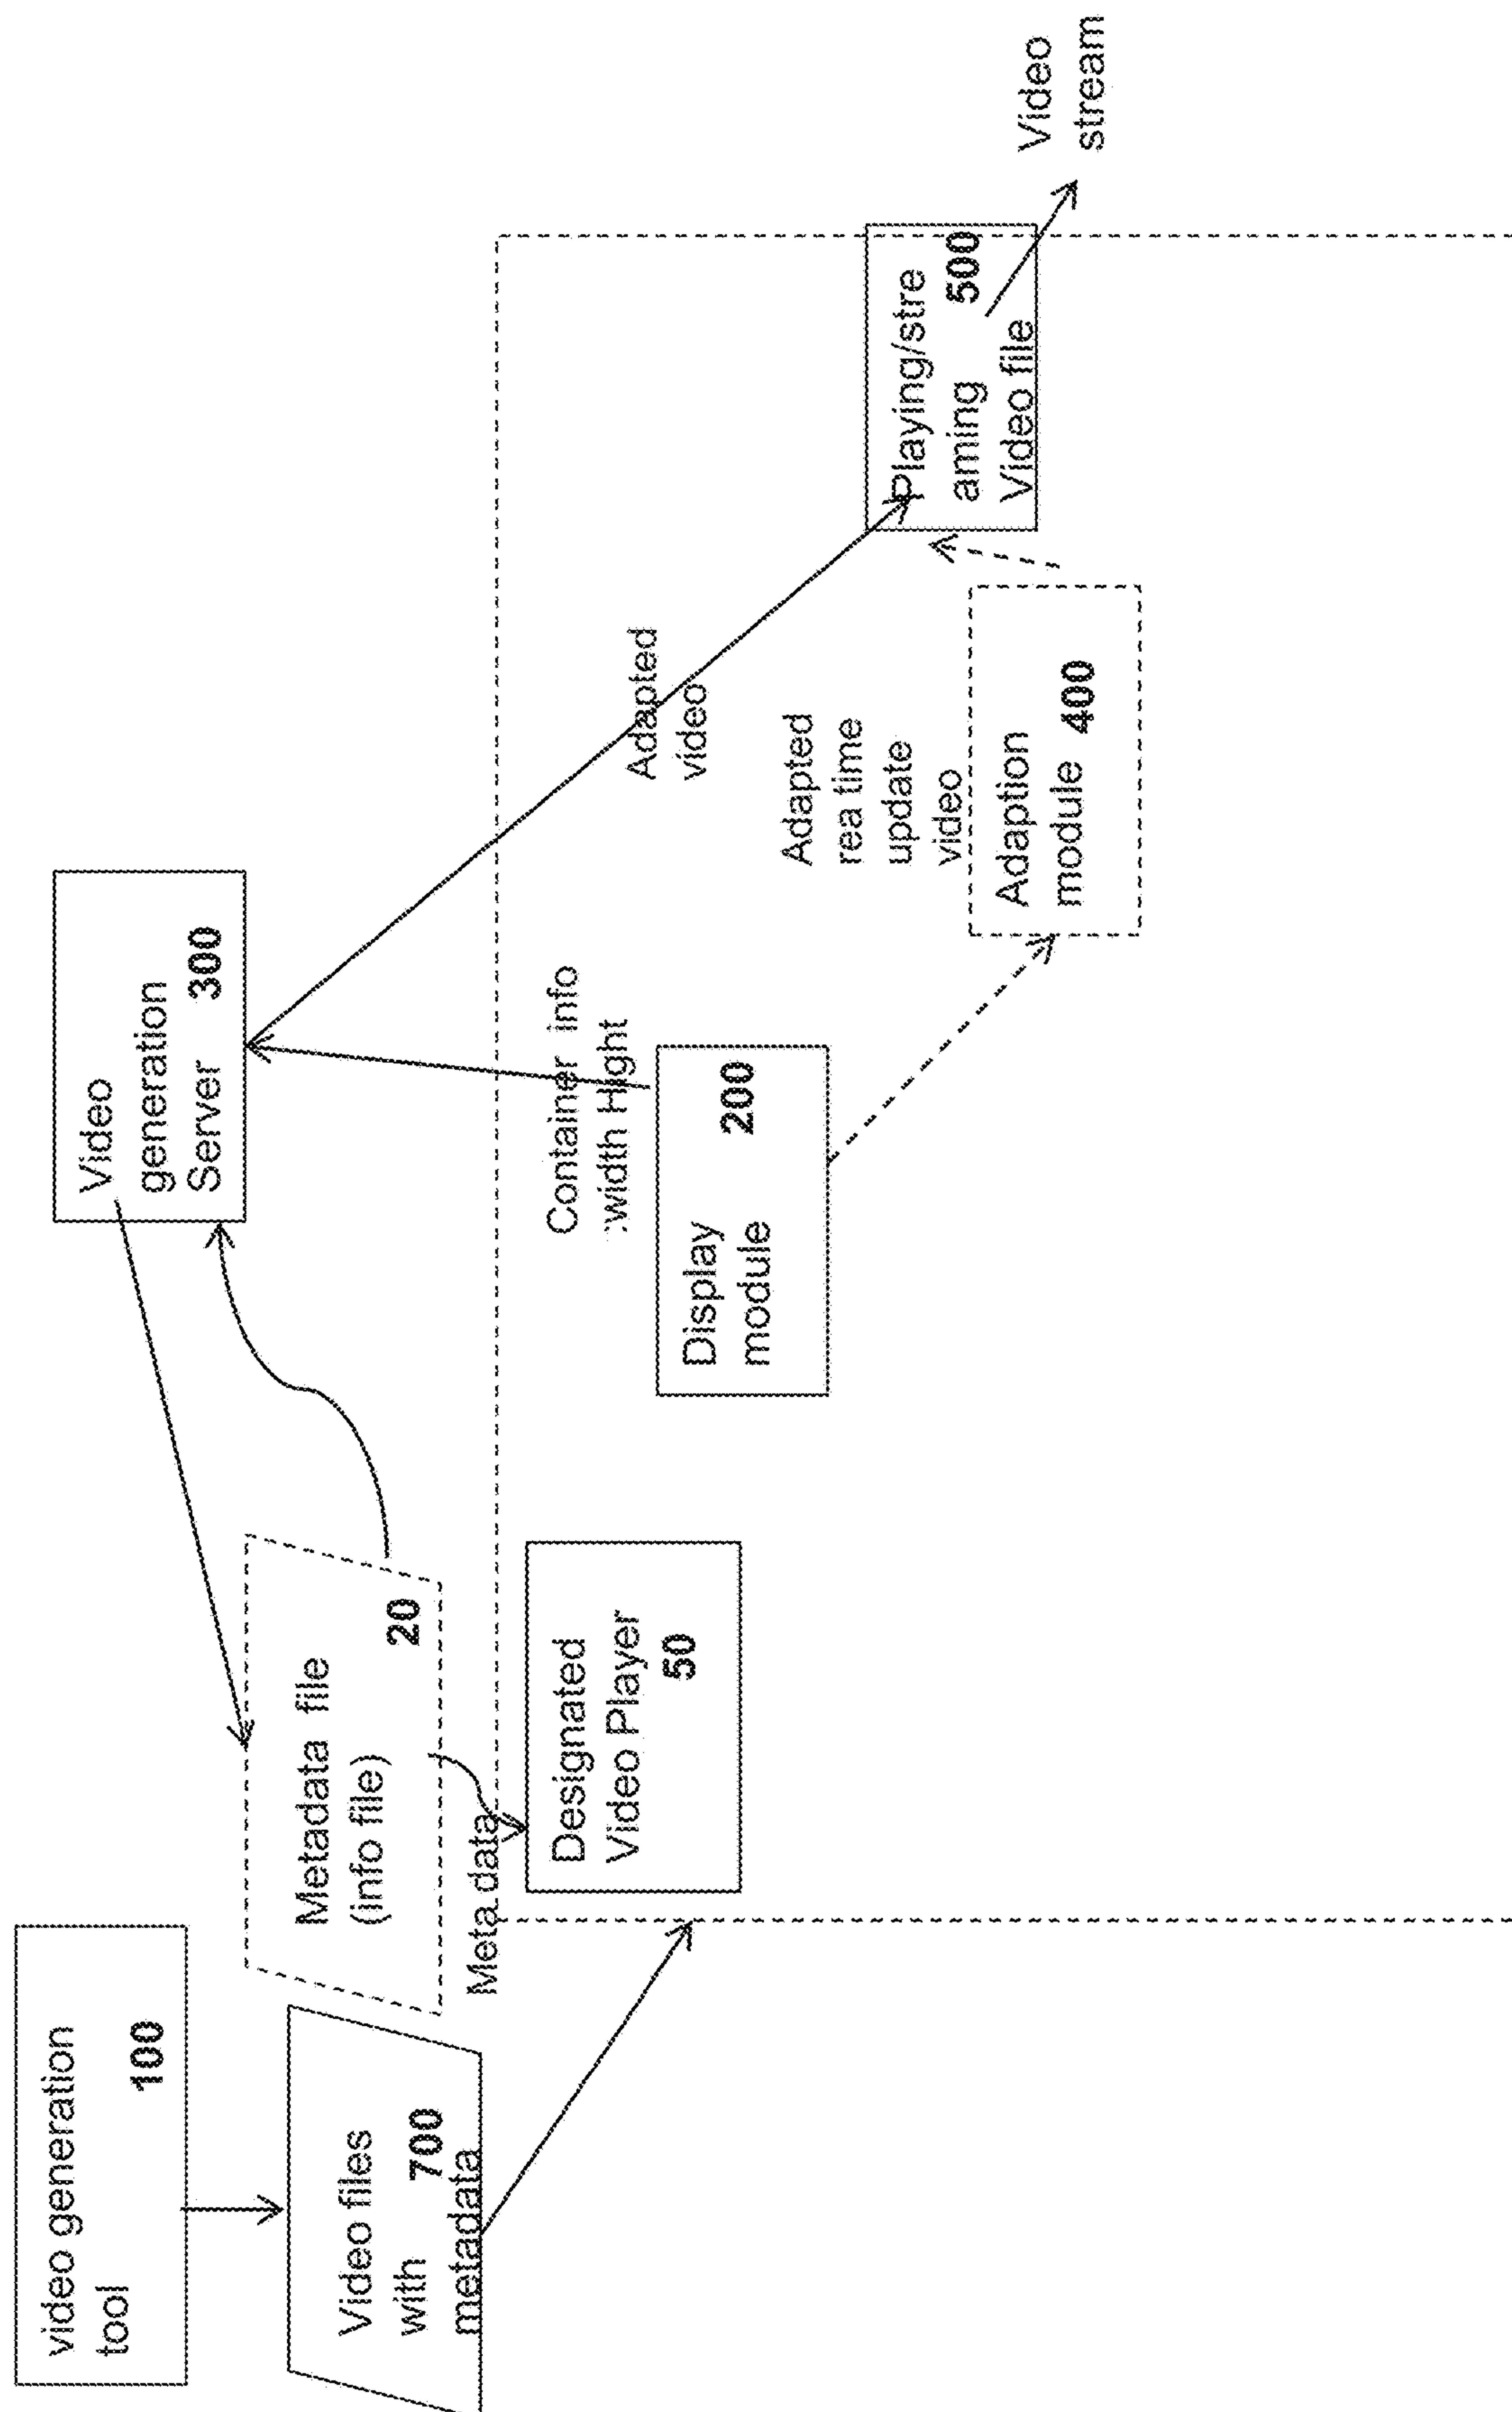 video generation
tool
100
Video files
with 700
metadata
Metadata file
(info file)
20
Meta data
Designated
Video Player
50
Video
generation
Server 300
Container info
:width Hight
Display
module
200
Adapted
video
Adapted
rea time
update
video
Adaption
module 400
Playing/stre
aming 500
Video file
Video
stream